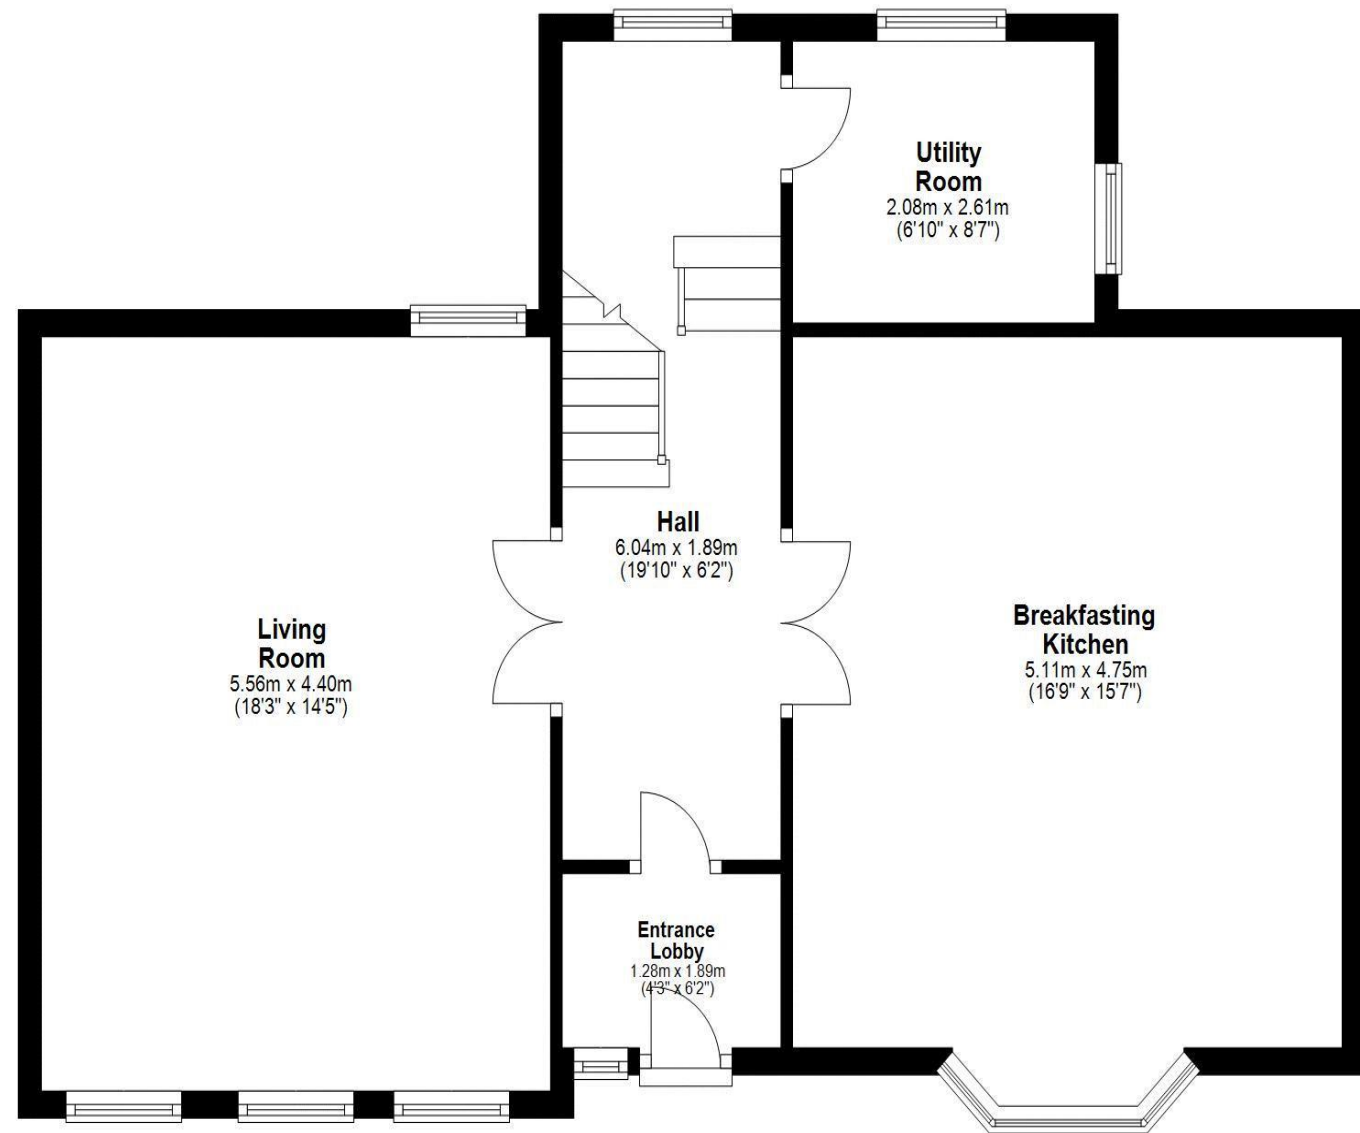 Utility
Room
2.08m x 2.61m
(6'10" x 8'7")
Hall
6.04m x 1.89m
(19'10" x 6'2")
Living
Room
5.56m x 4.40m
(18'3" x 14'5")
Breakfasting
Kitchen
5.11m x 4.75m
(16'9" x 15'7")
Entrance
Lobby
1.28m x 1.89m
(4'3" x 6'2")